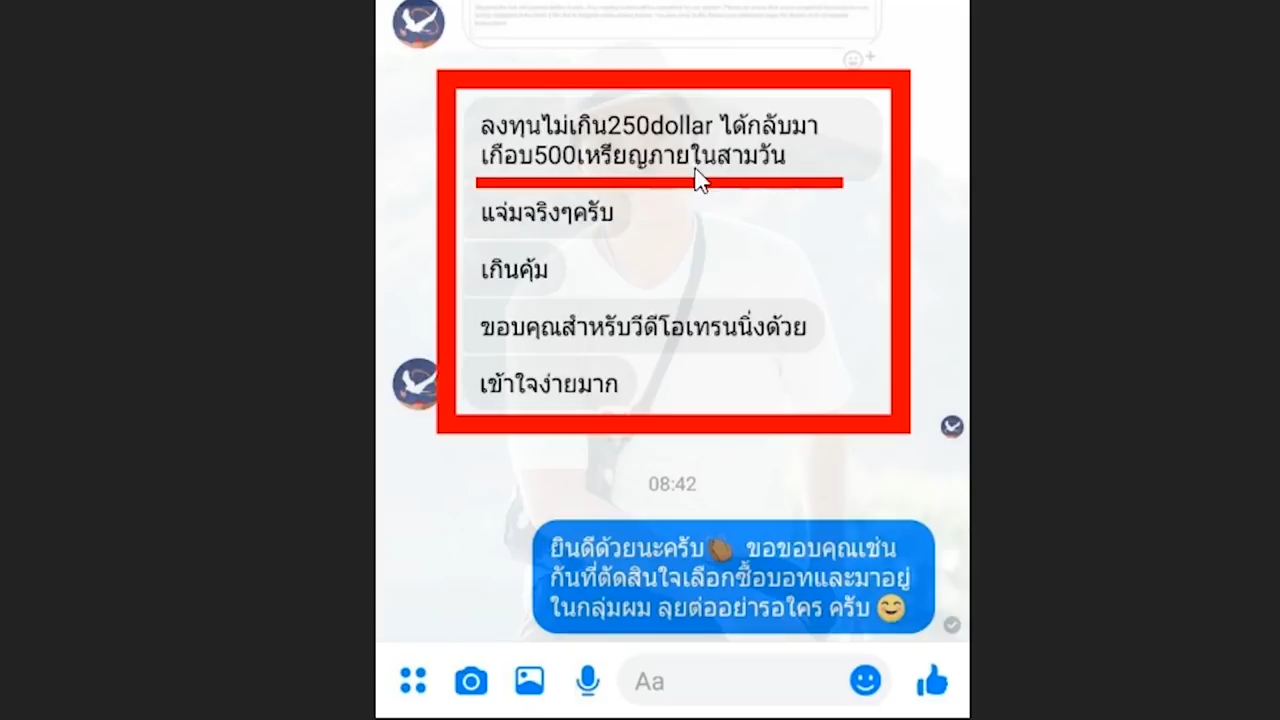 ลงทุนไม่เกิน250dollar ได้กลับมา
เกือบ500เหรียญภายในสามวัน
แจ่มจริงๆครับ
เกินคุ้ม
ขอบคุณสำหรับวีดีโอเทรนนิ่งด้วย
เข้าใจง่ายมาก
08:42
ยินดีด้วยนะครับ👏🏾 ขอขอบคุณเช่น
กันที่ตัดสินใจเลือกซื้อบอทและมาอยู่
ในกลุ่มผม ลุยต่ออย่ารอใคร ครับ😊
Aa